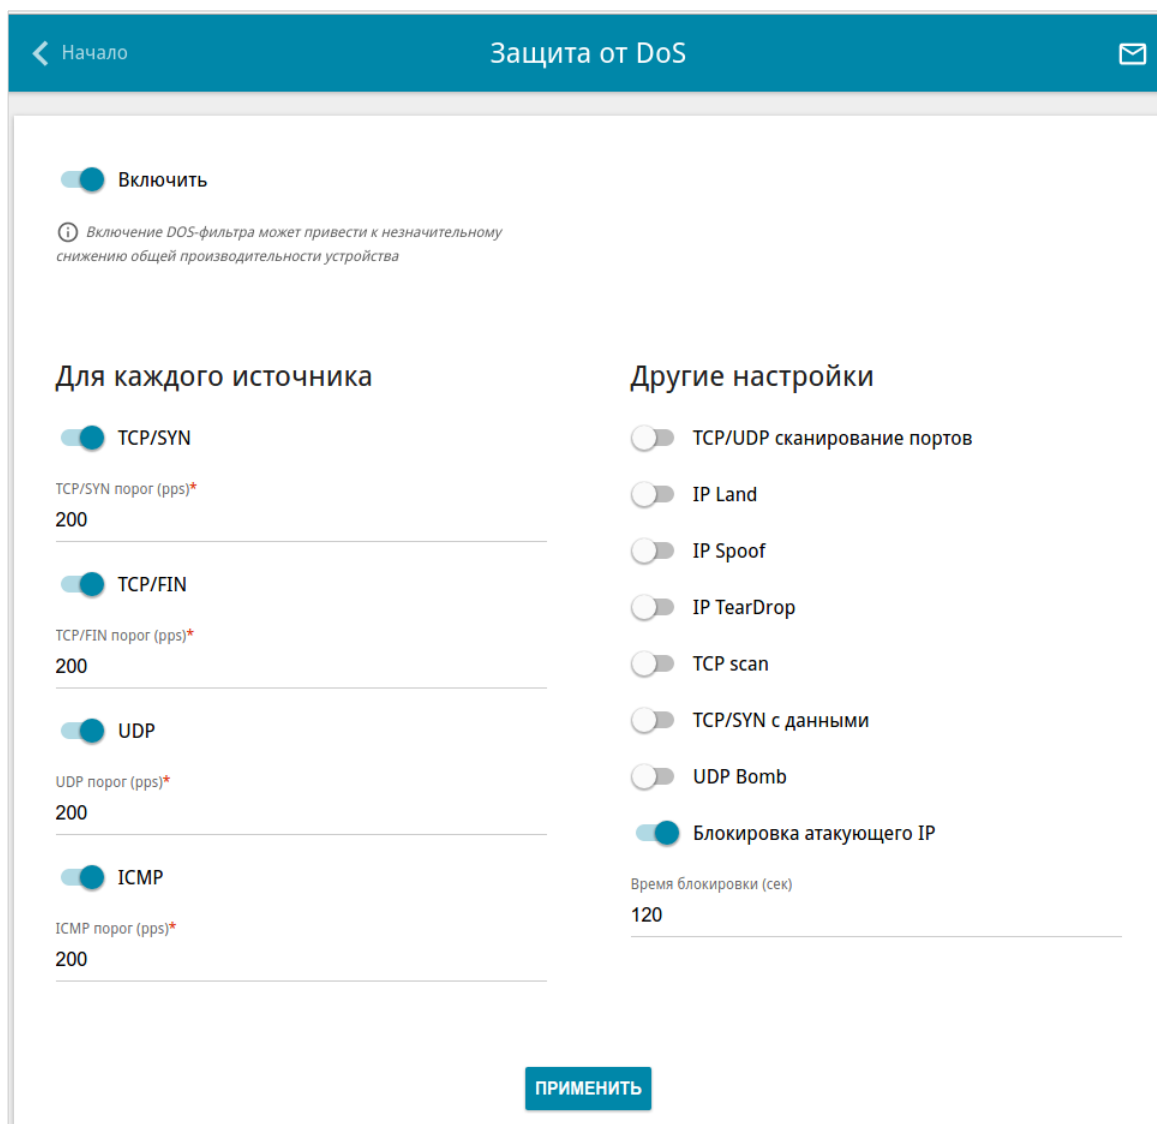 Начало
Защита от DoS
Включить
Включение DOS-фильтра может привести к незначительному
снижению общей производительности устройства
Для каждого источника
TCP/SYN
TCP/SYN порог (pps)*
200
TCP/FIN
TCP/FIN порог (pps)*
200
UDP
UDP порог (pps)*
200
ICMP
ICMP порог (pps)*
200
Другие настройки
TCP/UDP сканирование портов
IP Land
IP Spoof
IP TearDrop
TCP scan
TCP/SYN с данными
UDP Bomb
Блокировка атакующего IP
Время блокировки (сек)
120
ПРИМЕНИТЬ